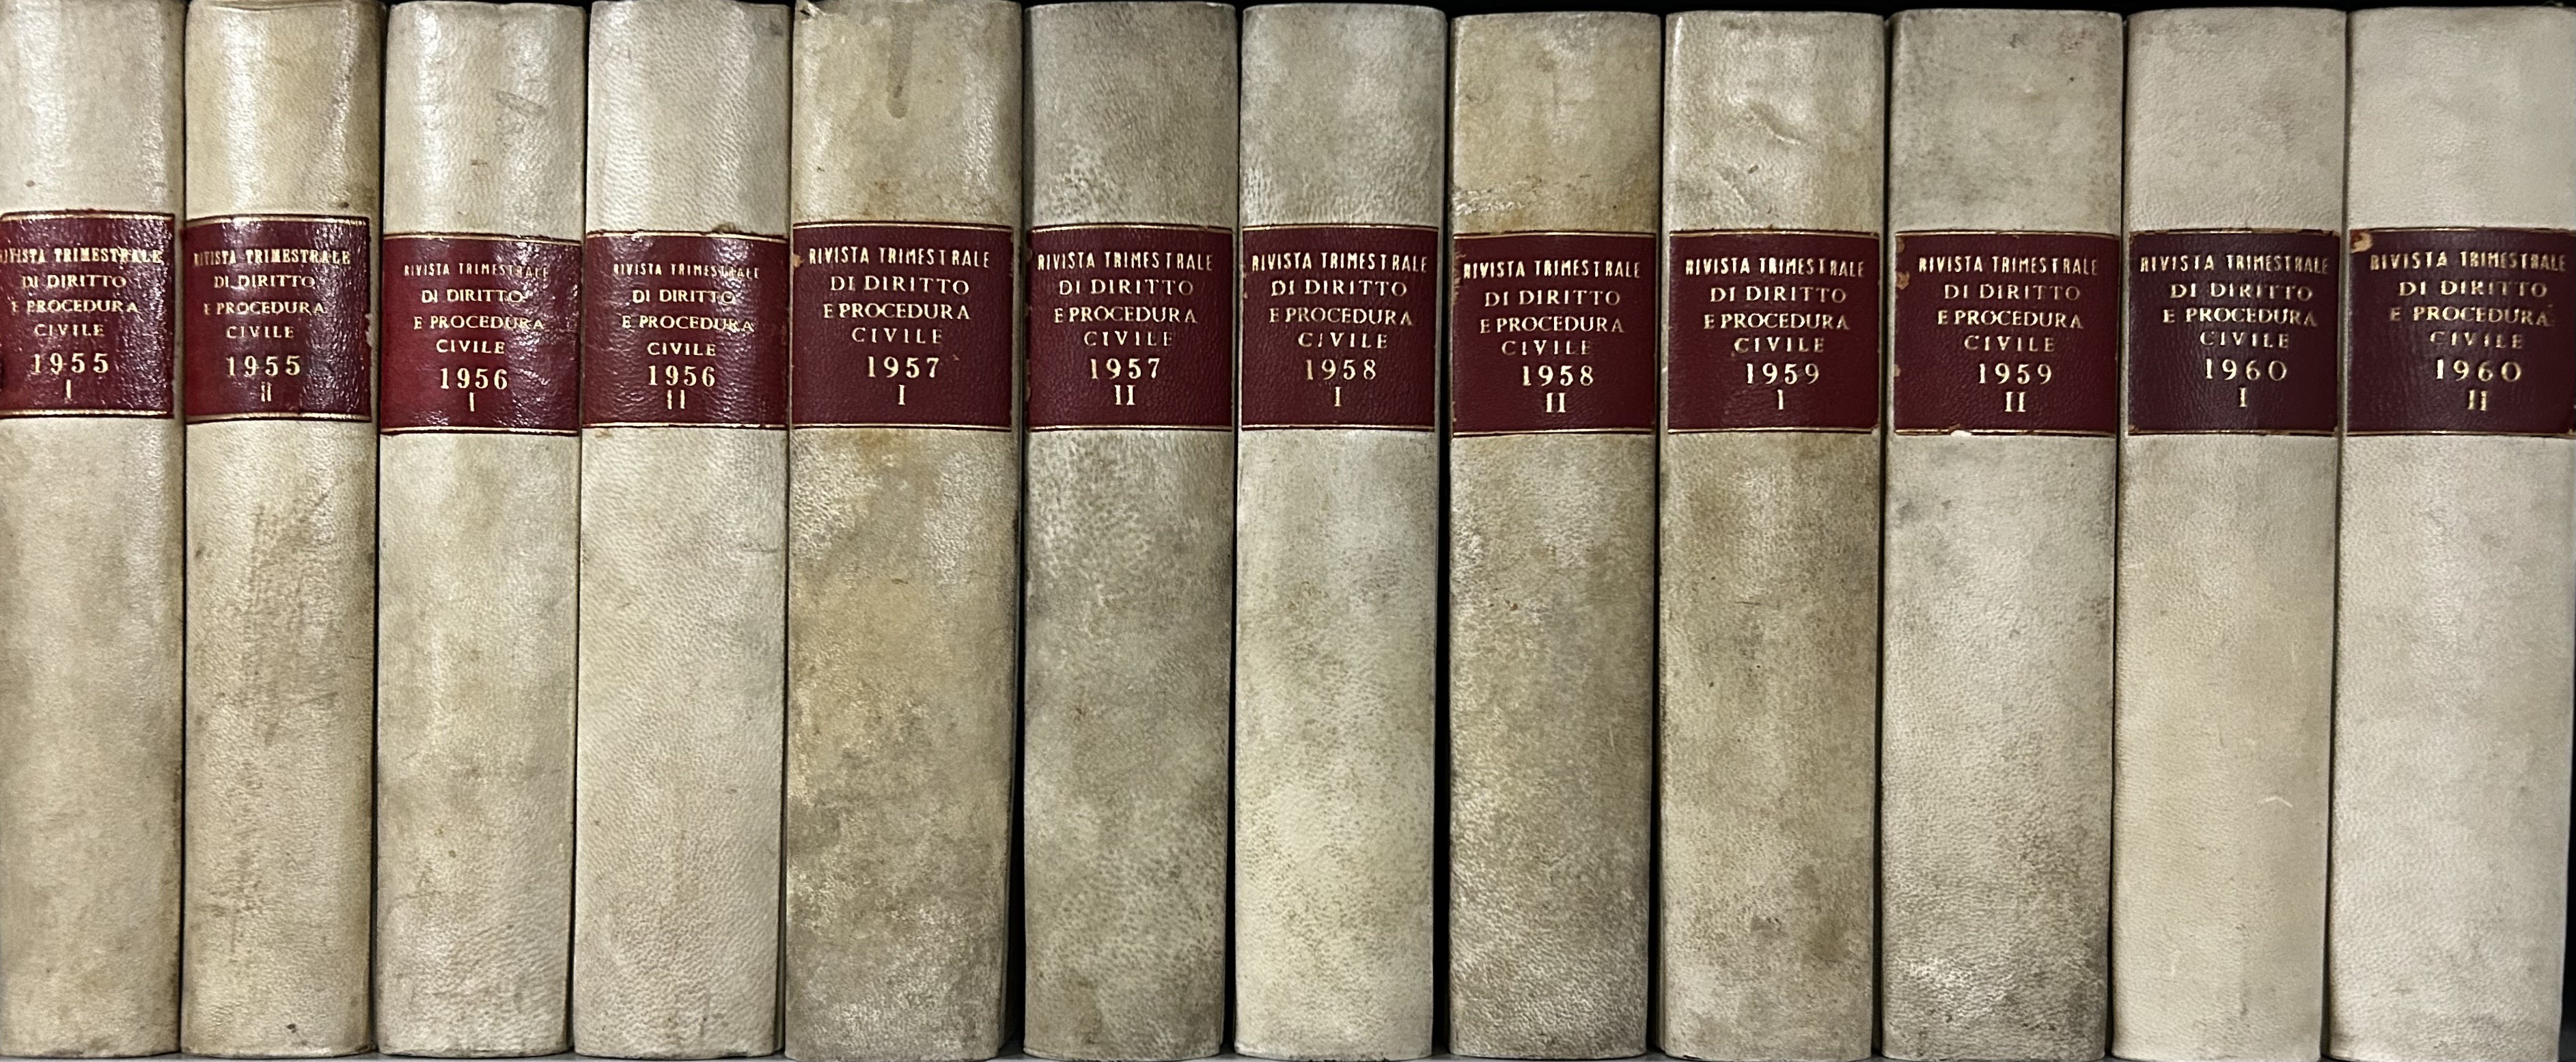 RIVISTA TRIMESTRALE
DI DIRITTO
E PROCEDURA
CIVILE
1955
I
RIVISTA TRIMESTRALE
DI DIRITTO
E PROCEDURA
CIVILE
1955
II
RIVISTA TRIMESTRALE
DI DIRITTO
E PROCEDURA
CIVILE
1956
I
RIVISTA TRIMESTRALE
DI DIRITTO
E PROCEDURA
CIVILE
1956
II
RIVISTA TRIMESTRALE
DI DIRITTO
E PROCEDURA
CIVILE
1957
I
RIVISTA TRIMESTRALE
DI DIRITTO
E PROCEDURA
CIVILE
1957
II
RIVISTA TRIMESTRALE
DI DIRITTO
E PROCEDURA
CIVILE
1958
I
RIVISTA TRIMESTRALE
DI DIRITTO
E PROCEDURA
CIVILE
1958
II
RIVISTA TRIMESTRALE
DI DIRITTO
E PROCEDURA
CIVILE
1959
I
RIVISTA TRIMESTRALE
DI DIRITTO
E PROCEDURA
CIVILE
1959
II
RIVISTA TRIMESTRALE
DI DIRITTO
E PROCEDURA
CIVILE
1960
I
RIVISTA TRIMESTRALE
DI DIRITTO
E PROCEDURA
CIVILE
1960
II